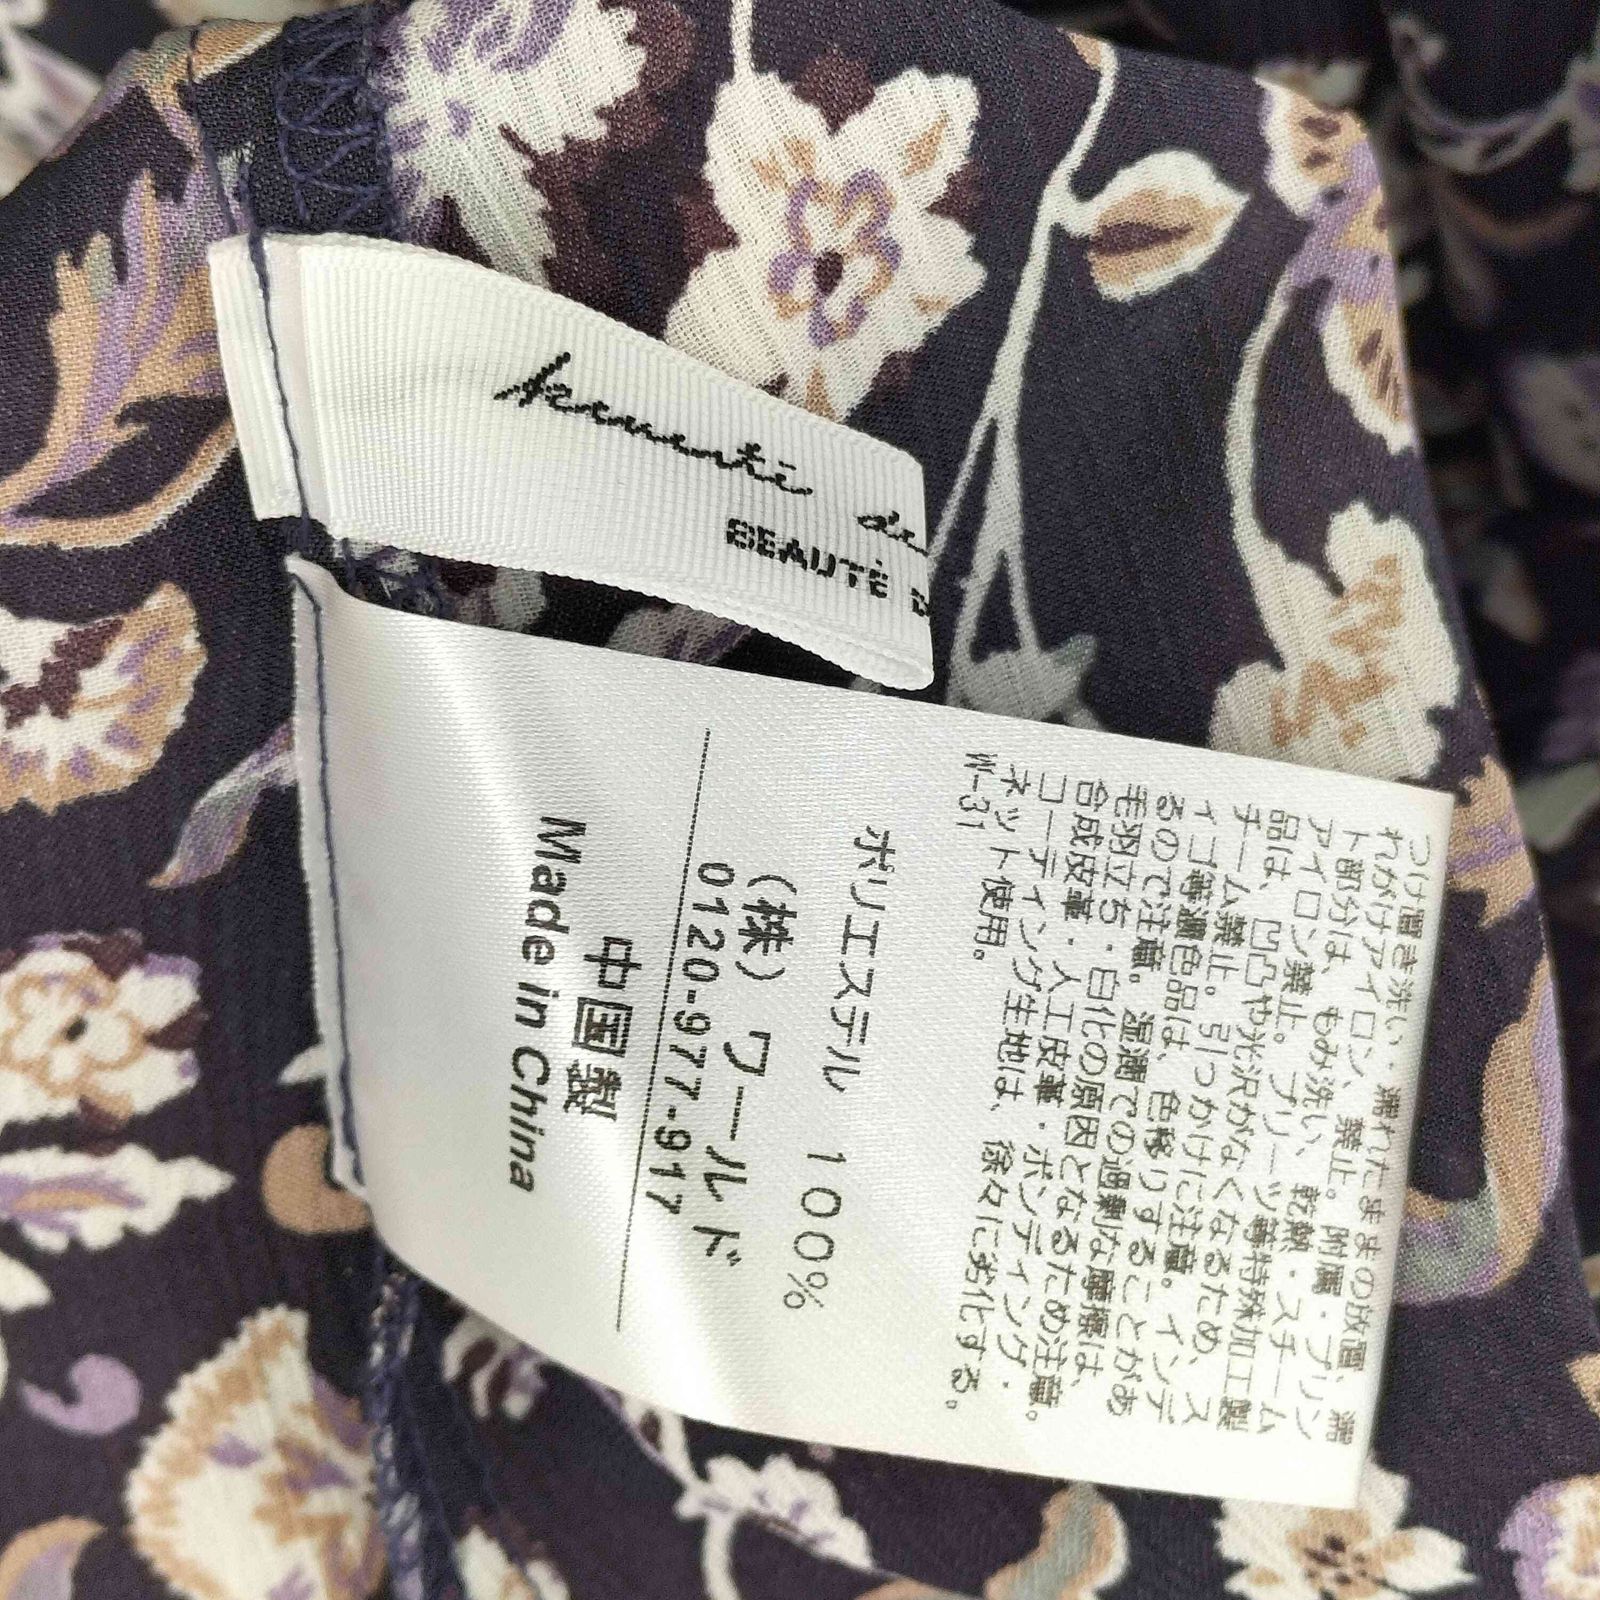 de
BEAUTÉ
つけ置き洗い・濡れたままの放置、濡
れがけアイロン、禁止。附属・プリン
ト部分は、もみ洗い、乾熱・スチーム
アイロン禁止。プリーツ等特殊加工製
品は、凹凸や光沢がなくなるため、ス
チーム禁止。引っかけに注意。インデ
ィゴ等濃色品は、色移りすることがあ
るので注意。湿潤での過剰な摩擦は、
毛羽立ち・白化の原因となるため注意。
合成皮革・人工皮革・ボンディング・
コーティング生地は、徐々に劣化する。
ネット使用。
W-31
ポリエステル 100%
(株)ワールド
0120-977-917
中国製
Made in China